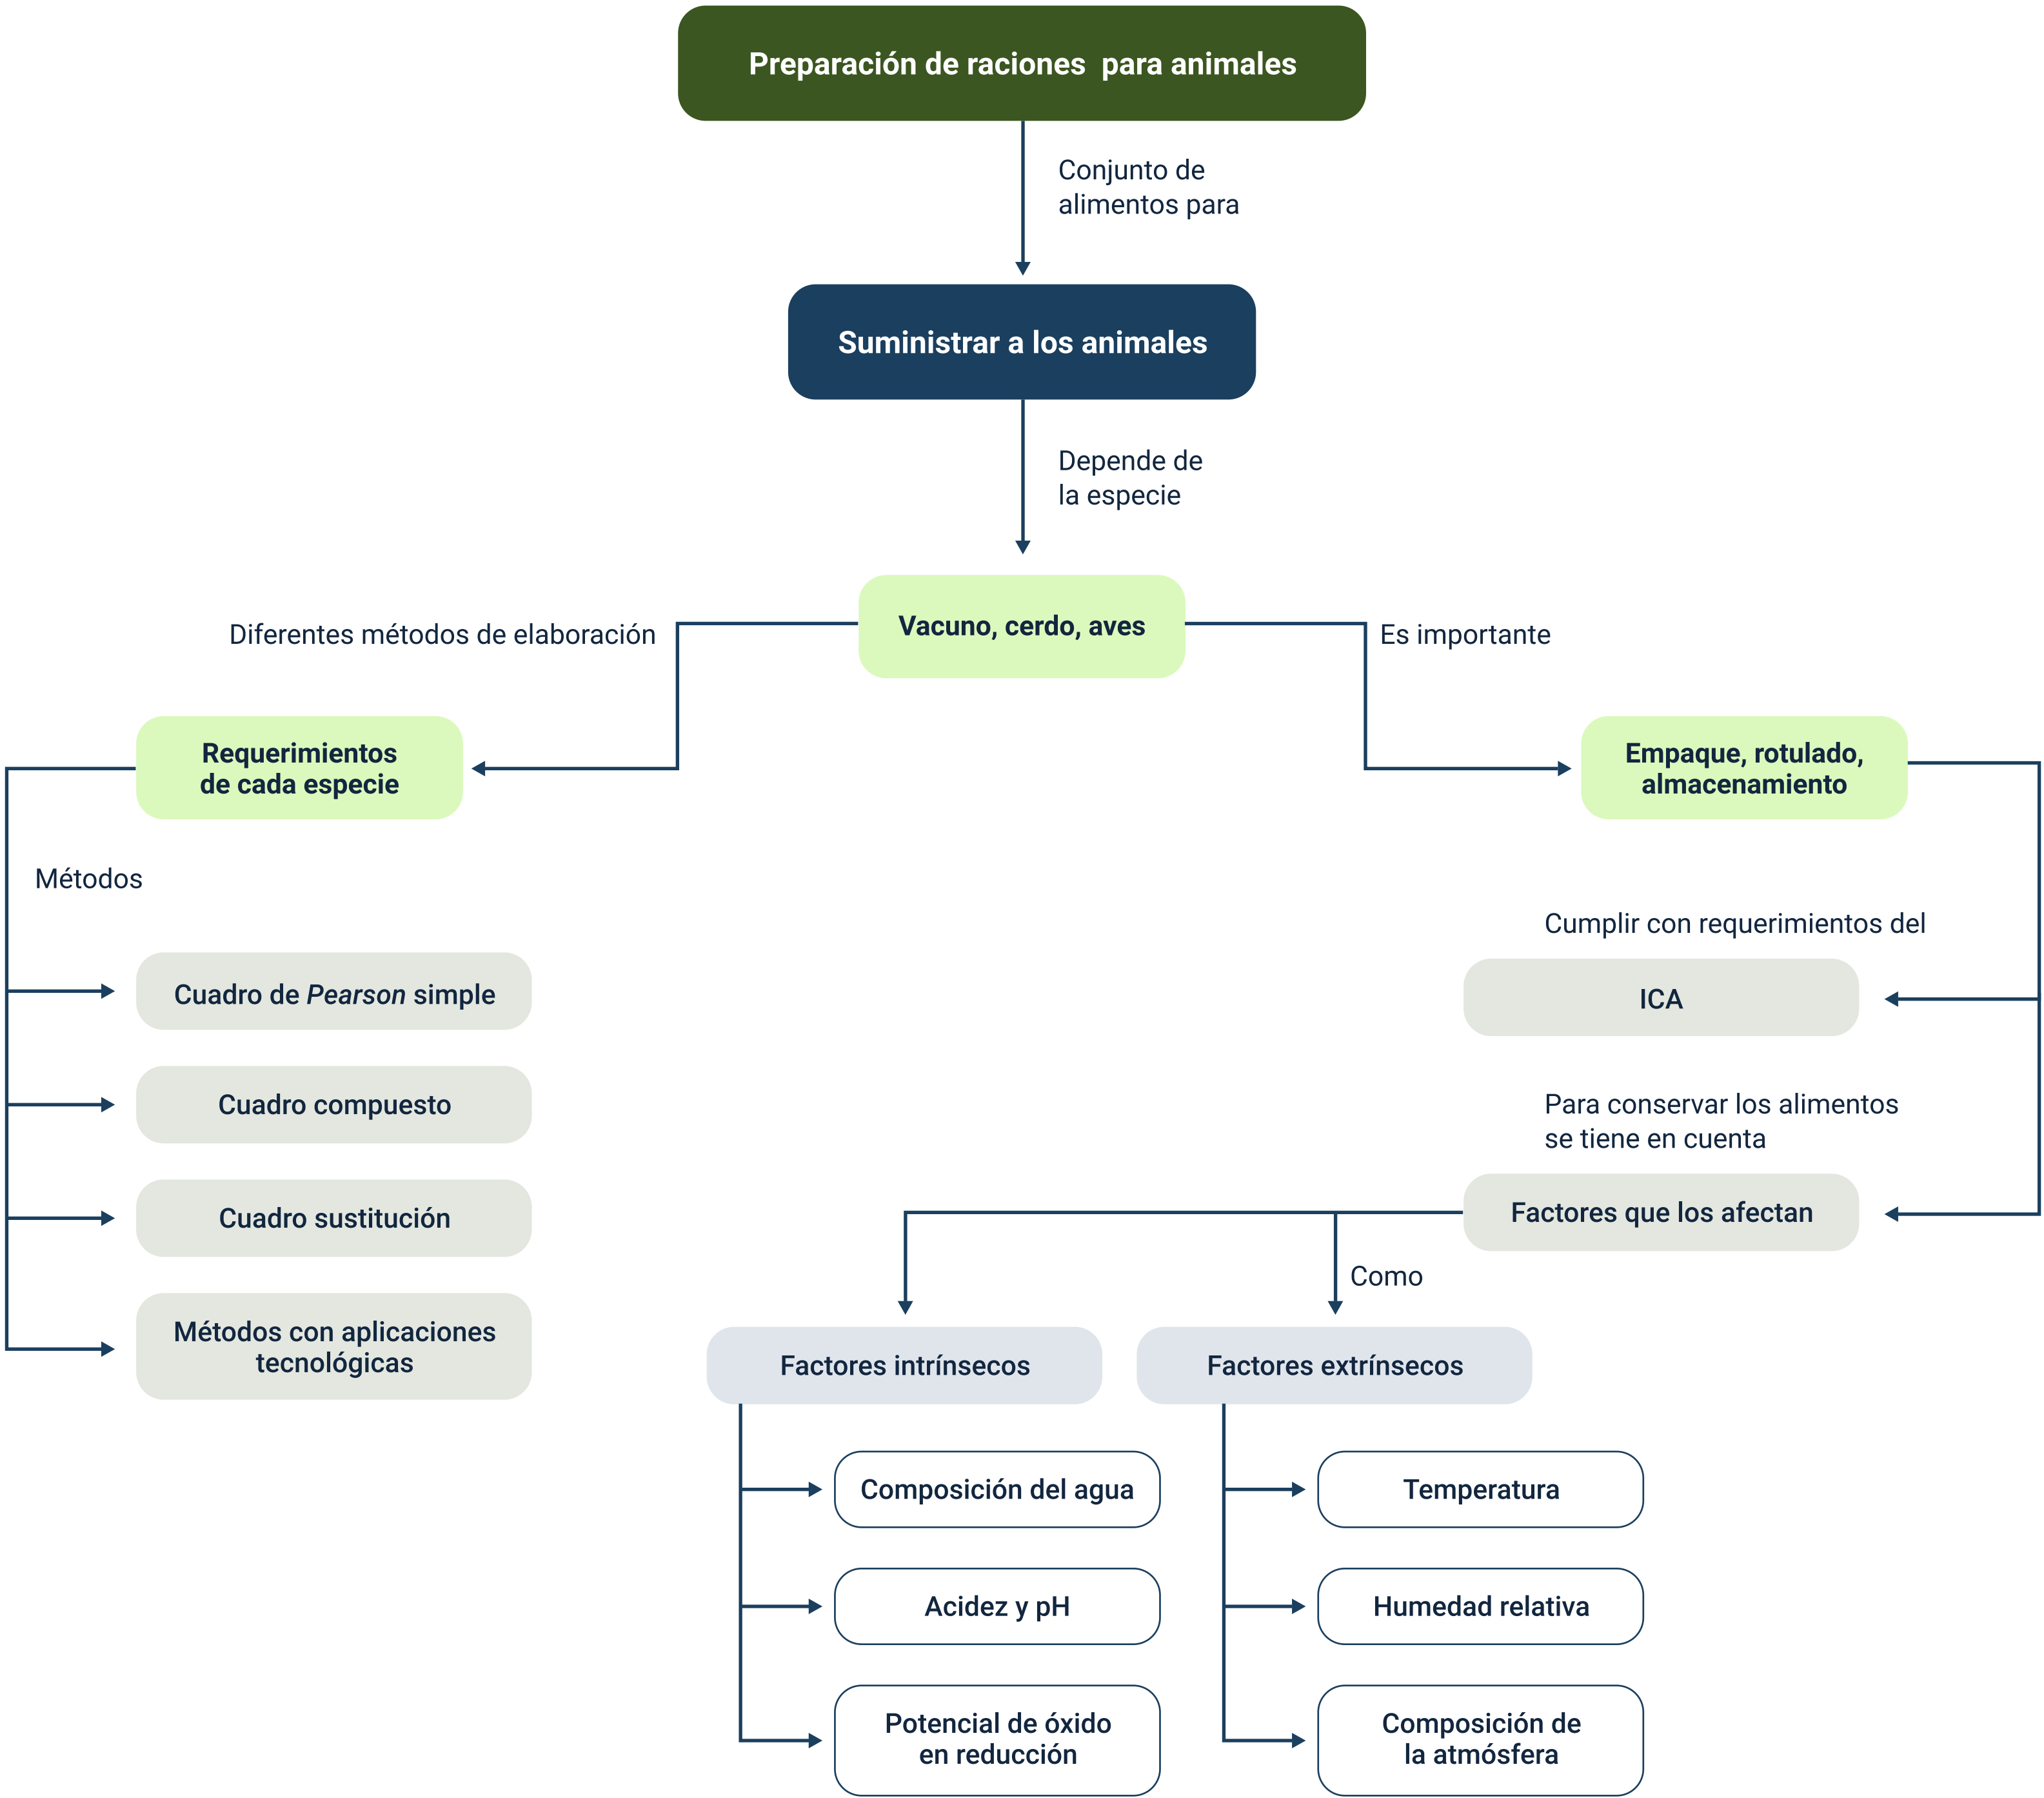 Preparación de raciones  para animales
Conjunto de
alimentos para
Suministrar a los animales
Depende de
la especie
Vacuno, cerdo, aves
Diferentes métodos de elaboración
Es importante
Requerimientos
de cada especie
Empaque, rotulado,
almacenamiento
Métodos
Cuadro de Pearson simple
Cuadro compuesto
Cuadro sustitución
Métodos con aplicaciones
tecnológicas
Cumplir con requerimientos del
ICA
Para conservar los alimentos
se tiene en cuenta
Factores que los afectan
Como
Factores intrínsecos
Composición del agua
Acidez y pH
Potencial de óxido
en reducción
Factores extrínsecos
Temperatura
Humedad relativa
Composición de
la atmósfera